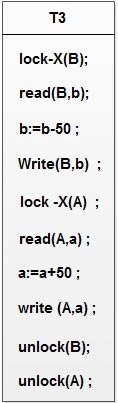 T3
lock-X(B);
read(B,b);
b:=b-50 ;
Write(B,b)  ;
lock -X(A)  ;
read(A,a) ;
a:=a+50 ;
write (A,a) ;
unlock(B);
unlock(A) ;